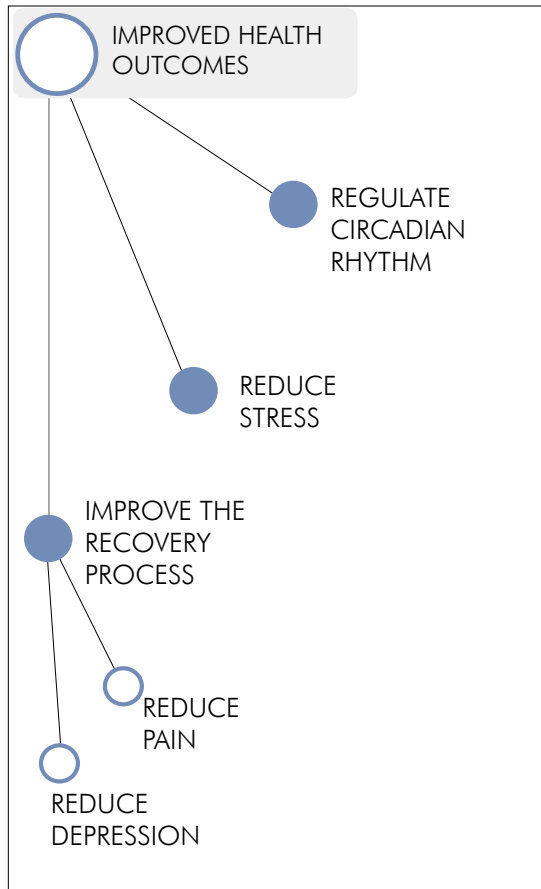 IMPROVED HEALTH
OUTCOMES
REGULATE
CIRCADIAN
RHYTHM
REDUCE
STRESS
IMPROVE THE
RECOVERY
PROCESS
REDUCE
PAIN
REDUCE
DEPRESSION